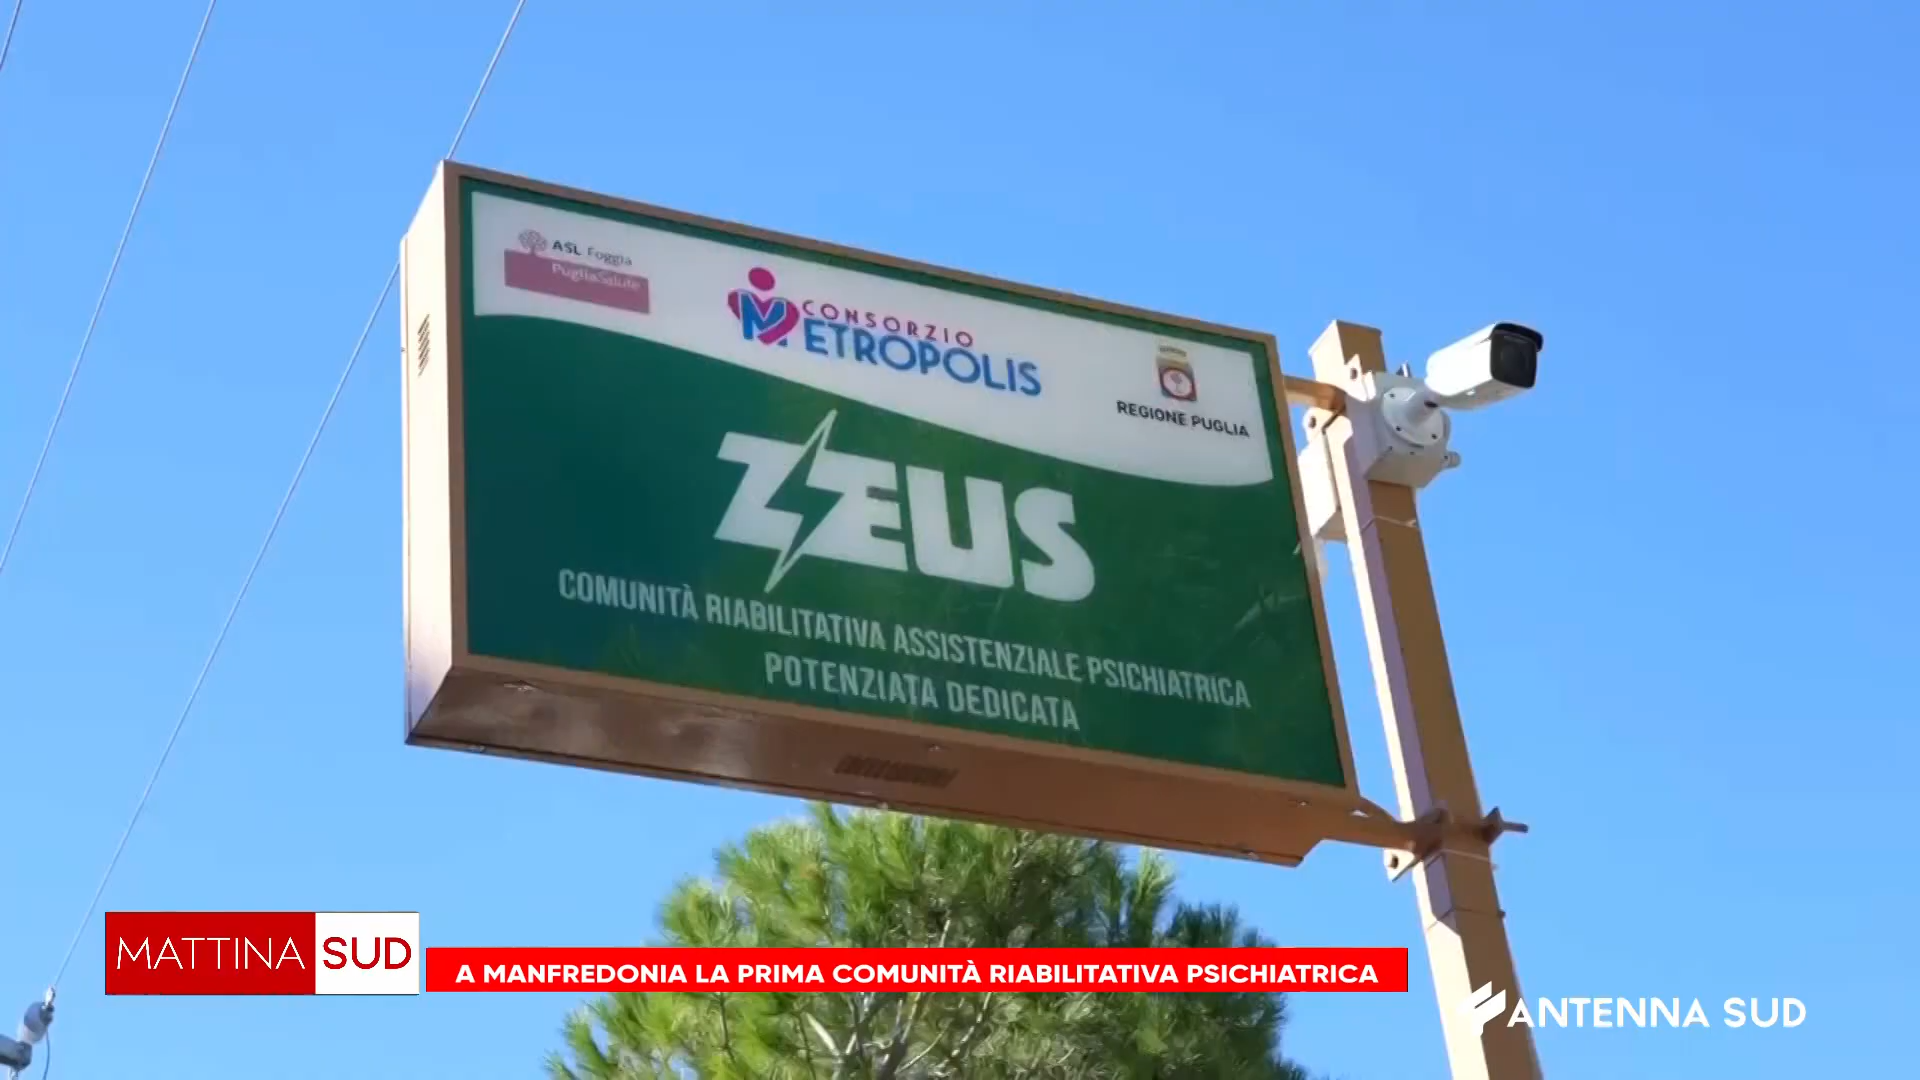 ASL Foggia
PugliaSalute
CONSORZIO
METROPOLIS
REGIONE PUGLIA
ZEUS
COMUNITÀ RIABILITATIVA ASSISTENZIALE PSICHIATRICA
POTENZIATA DEDICATA
MATTINA SUD
A MANFREDONIA LA PRIMA COMUNITÀ RIABILITATIVA PSICHIATRICA
ANTENNA SUD